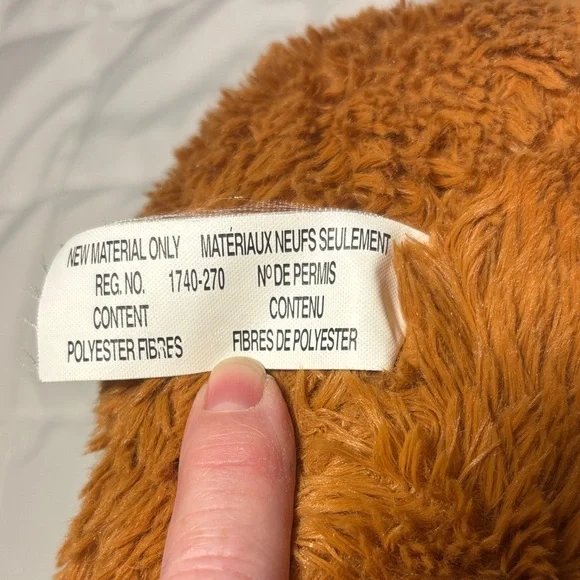 NEW MATERIAL ONLY MATÉRIAUX NEUFS SEULEMENT
REG. NO. 1740-270 Nº DE PERMIS
CONTENT CONTENU
POLYESTER FIBRES FIBRES DE POLYESTER